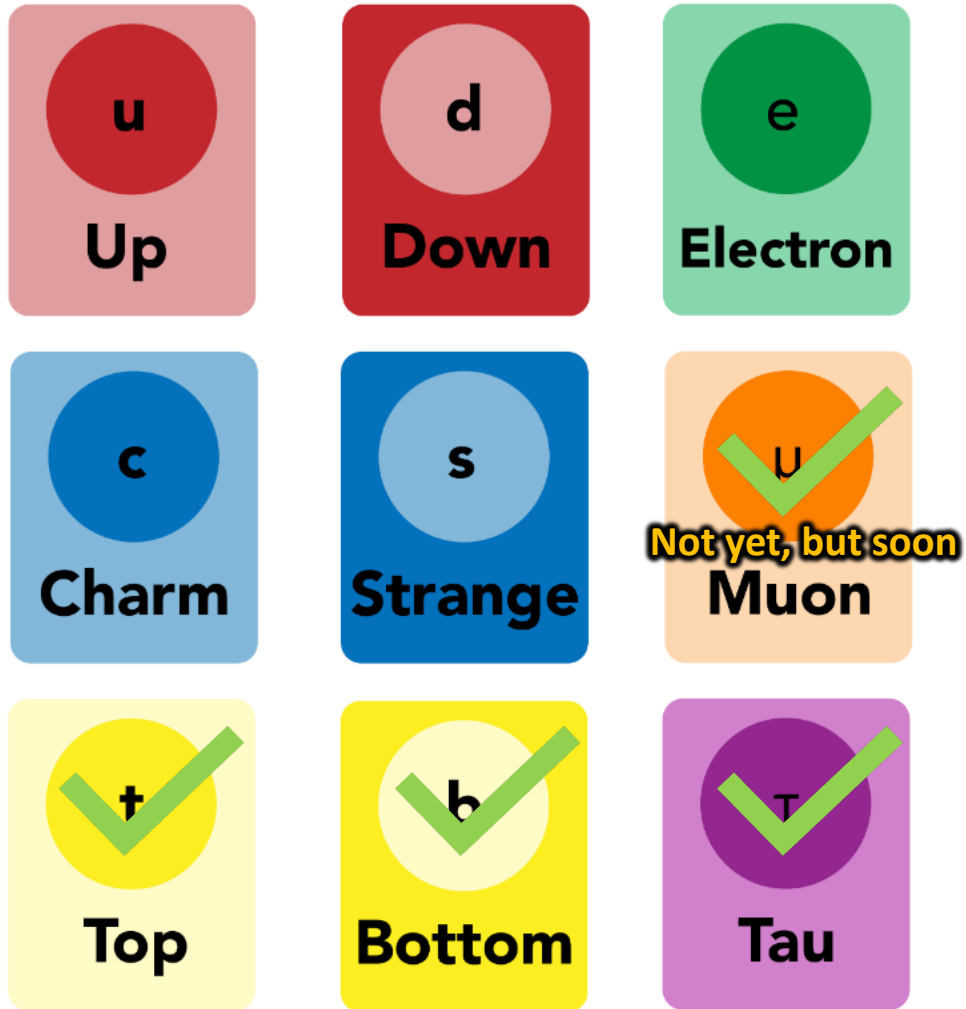 u d e
Up Down Electron
c s μ
Not yet, but soon
Charm Strange Muon
t b τ
Top Bottom Tau